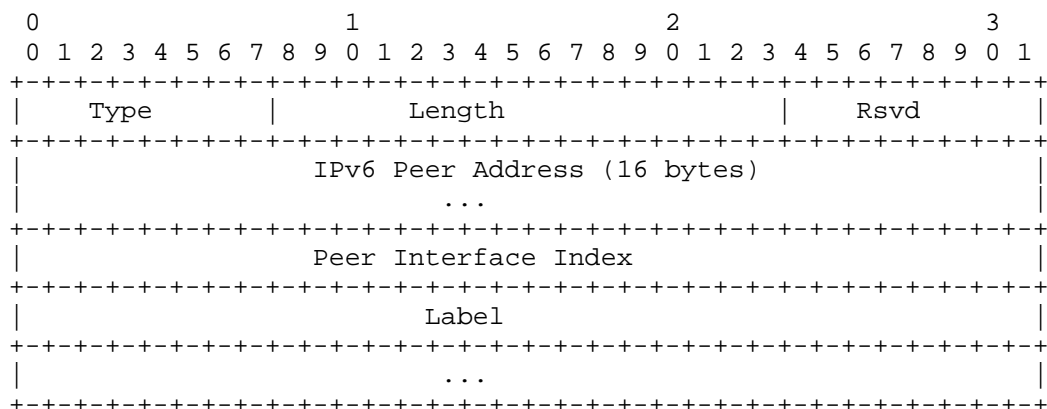 0                   1                   2                   3
 0 1 2 3 4 5 6 7 8 9 0 1 2 3 4 5 6 7 8 9 0 1 2 3 4 5 6 7 8 9 0 1
+-+-+-+-+-+-+-+-+-+-+-+-+-+-+-+-+-+-+-+-+-+-+-+-+-+-+-+-+-+-+-+-+
|    Type       |        Length                 |    Rsvd       |
+-+-+-+-+-+-+-+-+-+-+-+-+-+-+-+-+-+-+-+-+-+-+-+-+-+-+-+-+-+-+-+-+
|                  IPv6 Peer Address (16 bytes)                 |
|                          ...                                  |
+-+-+-+-+-+-+-+-+-+-+-+-+-+-+-+-+-+-+-+-+-+-+-+-+-+-+-+-+-+-+-+-+
|                  Peer Interface Index                         |
+-+-+-+-+-+-+-+-+-+-+-+-+-+-+-+-+-+-+-+-+-+-+-+-+-+-+-+-+-+-+-+-+
|                         Label                                 |
+-+-+-+-+-+-+-+-+-+-+-+-+-+-+-+-+-+-+-+-+-+-+-+-+-+-+-+-+-+-+-+-+
|                          ...                                  |
+-+-+-+-+-+-+-+-+-+-+-+-+-+-+-+-+-+-+-+-+-+-+-+-+-+-+-+-+-+-+-+-+